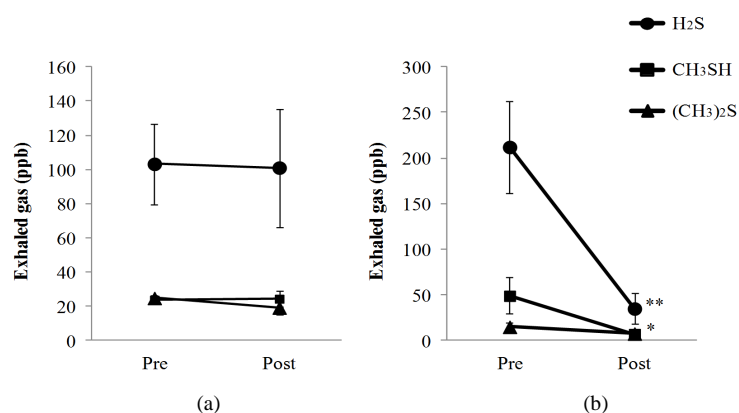 H2S
CH3SH
(CH3)2S
Exhaled gas (ppb)
160
140
120
100
80
60
40
20
0
Pre
Post
(a)
Exhaled gas (ppb)
300
250
200
150
100
50
0
**
*
Pre
Post
(b)